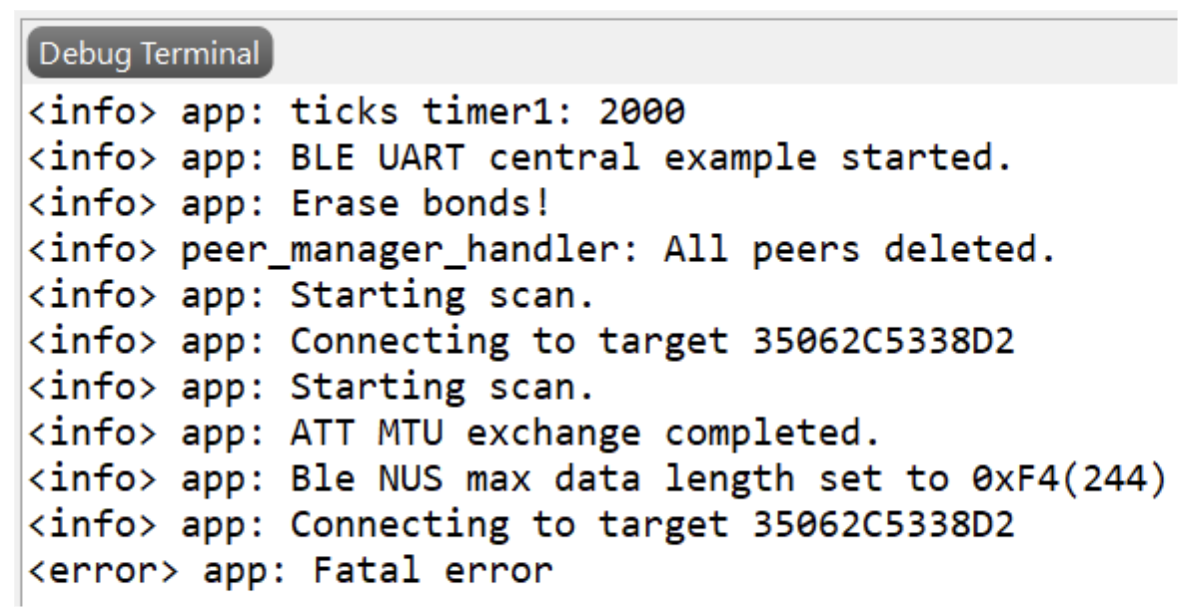 Debug Terminal
<info> app: ticks timer1: 2000
<info> app: BLE UART central example started.
<info> app: Erase bonds!
<info> peer_manager_handler: All peers deleted.
<info> app: Starting scan.
<info> app: Connecting to target 35062C5338D2
<info> app: Starting scan.
<info> app: ATT MTU exchange completed.
<info> app: Ble NUS max data length set to 0xF4(244)
<info> app: Connecting to target 35062C5338D2
<error> app: Fatal error